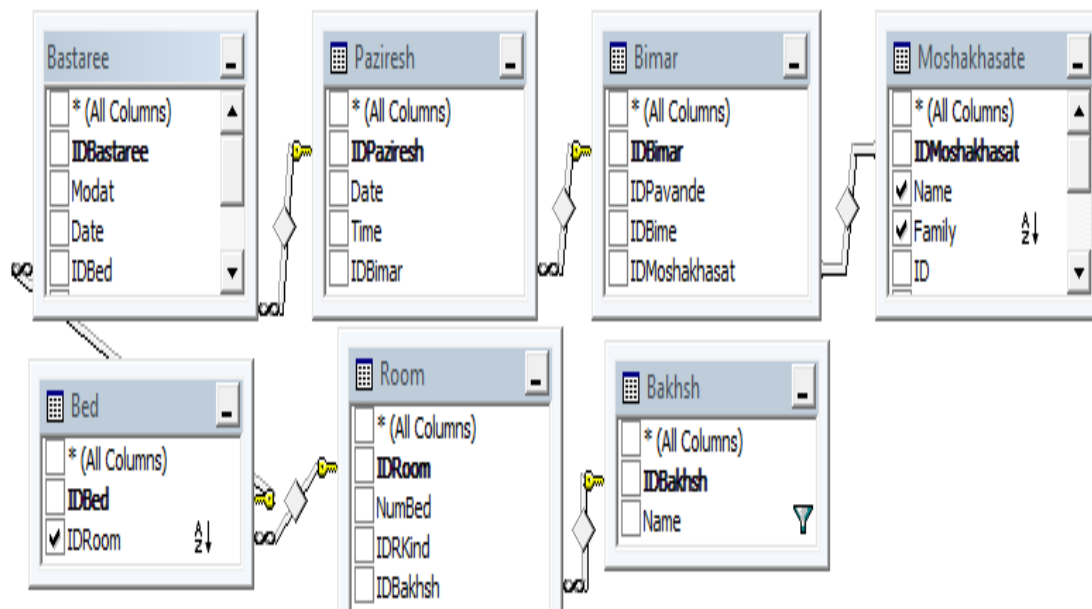 Bastaree
* (All Columns)
IDBastaree
Modat
Date
IDBed
Paziresh
* (All Columns)
IDPaziresh
Date
Time
IDBimar
Bimar
* (All Columns)
IDBimar
IDPavande
IDBime
IDMoshakhasat
Moshakhasate
* (All Columns)
IDMoshakhasat
Name
Family
ID
Bed
* (All Columns)
IDBed
IDRoom
Room
* (All Columns)
IDRoom
NumBed
IDRKind
IDBakhsh
Bakhsh
* (All Columns)
IDBakhsh
Name